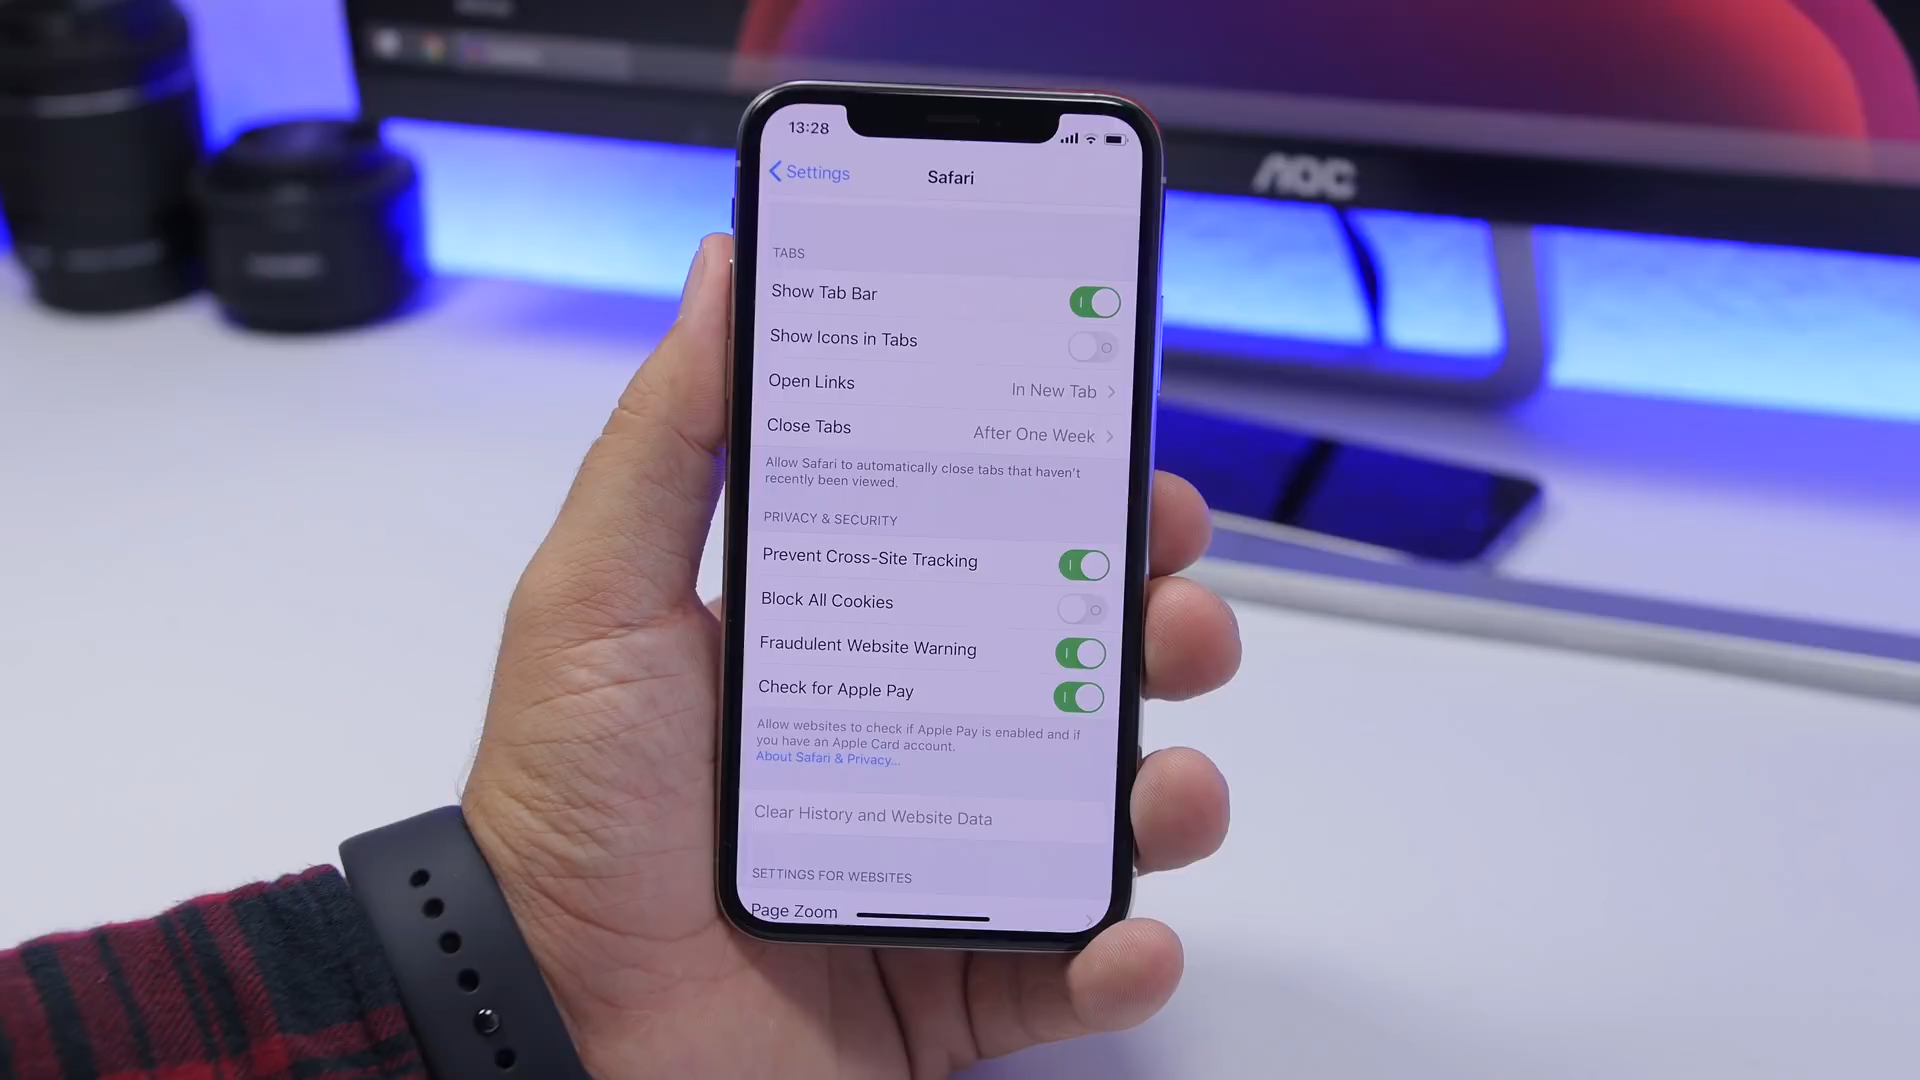 AOC
13:28
Settings
Safari
TABS
Show Tab Bar
Show Icons in Tabs
Open Links In New Tab
Close Tabs After One Week
Allow Safari to automatically close tabs that haven't
recently been viewed.
PRIVACY & SECURITY
Prevent Cross-Site Tracking
Block All Cookies
Fraudulent Website Warning
Check for Apple Pay
Allow websites to check if Apple Pay is enabled and if
you have an Apple Card account.
About Safari & Privacy...
Clear History and Website Data
SETTINGS FOR WEBSITES
Page Zoom